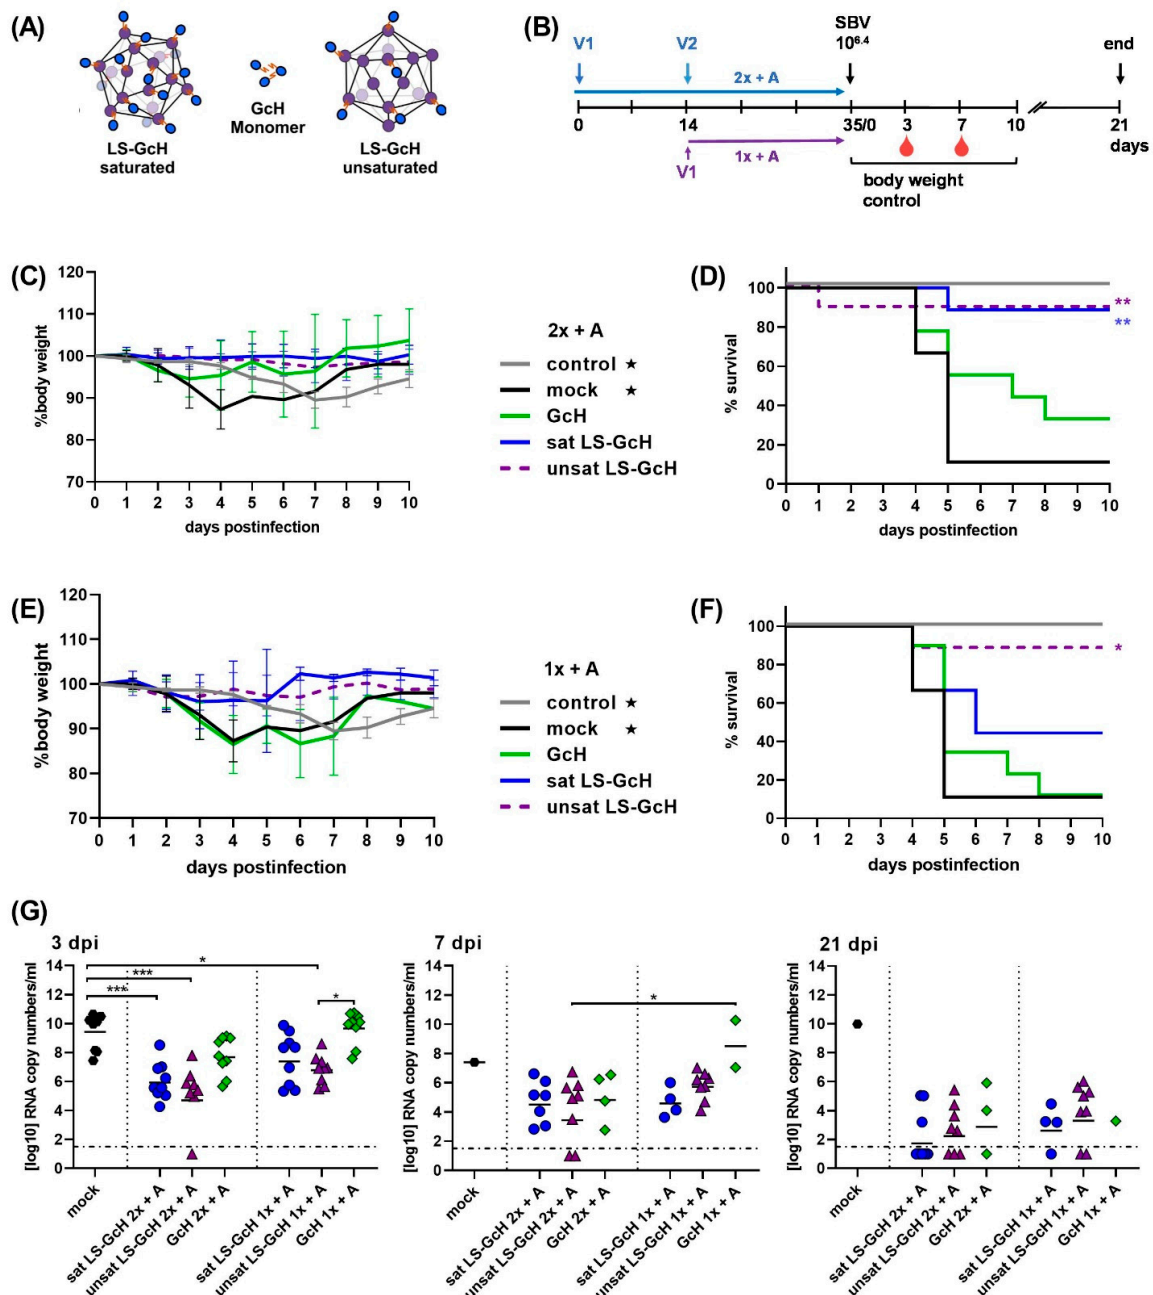 (A)
LS-GcH
saturated
GcH
Monomer
LS-GcH
unsaturated
(B)
V1
V2
SBV
10^6.4
end
2x + A
0
14
35/0
3
7
10
21
days
1x + A
V1
body weight
control
(C)
%body weight
120
110
100
90
80
70
0 1 2 3 4 5 6 7 8 9 10
days postinfection
2x + A
control ★
mock ★
GcH
sat LS-GcH
unsat LS-GcH
(D)
% survival
100
80
60
40
20
0
**
**
0 1 2 3 4 5 6 7 8 9 10
days postinfection
(E)
%body weight
120
110
100
90
80
70
0 1 2 3 4 5 6 7 8 9 10
days postinfection
1x + A
control ★
mock ★
GcH
sat LS-GcH
unsat LS-GcH
(F)
% survival
100
80
60
40
20
0
*
0 1 2 3 4 5 6 7 8 9 10
days postinfection
(G)
3 dpi
[log10] RNA copy numbers/ml
14
12
10
8
6
4
2
0
*
***
***
*
mock
sat LS-GcH 2x + A
unsat LS-GcH 2x + A
GcH 2x + A
sat LS-GcH 1x + A
unsat LS-GcH 1x + A
GcH 1x + A
7 dpi
[log10] RNA copy numbers/ml
14
12
10
8
6
4
2
0
*
mock
sat LS-GcH 2x + A
unsat LS-GcH 2x + A
GcH 2x + A
sat LS-GcH 1x + A
unsat LS-GcH 1x + A
GcH 1x + A
21 dpi
[log10] RNA copy numbers/ml
14
12
10
8
6
4
2
0
mock
sat LS-GcH 2x + A
unsat LS-GcH 2x + A
GcH 2x + A
sat LS-GcH 1x + A
unsat LS-GcH 1x + A
GcH 1x + A